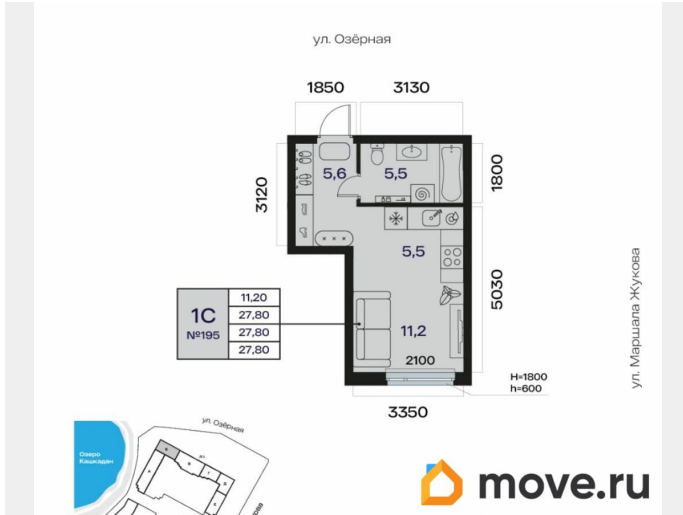 ул. Озёрная
1850
3130
3120
5,6
5,5
1800
5,5
5030
ул. Маршала Жукова
1С
№195
11,20
27,80
27,80
27,80
11,2
2100
H=1800
h=600
3350
ул. Озёрная
Озеро
Кашкадан
move.ru